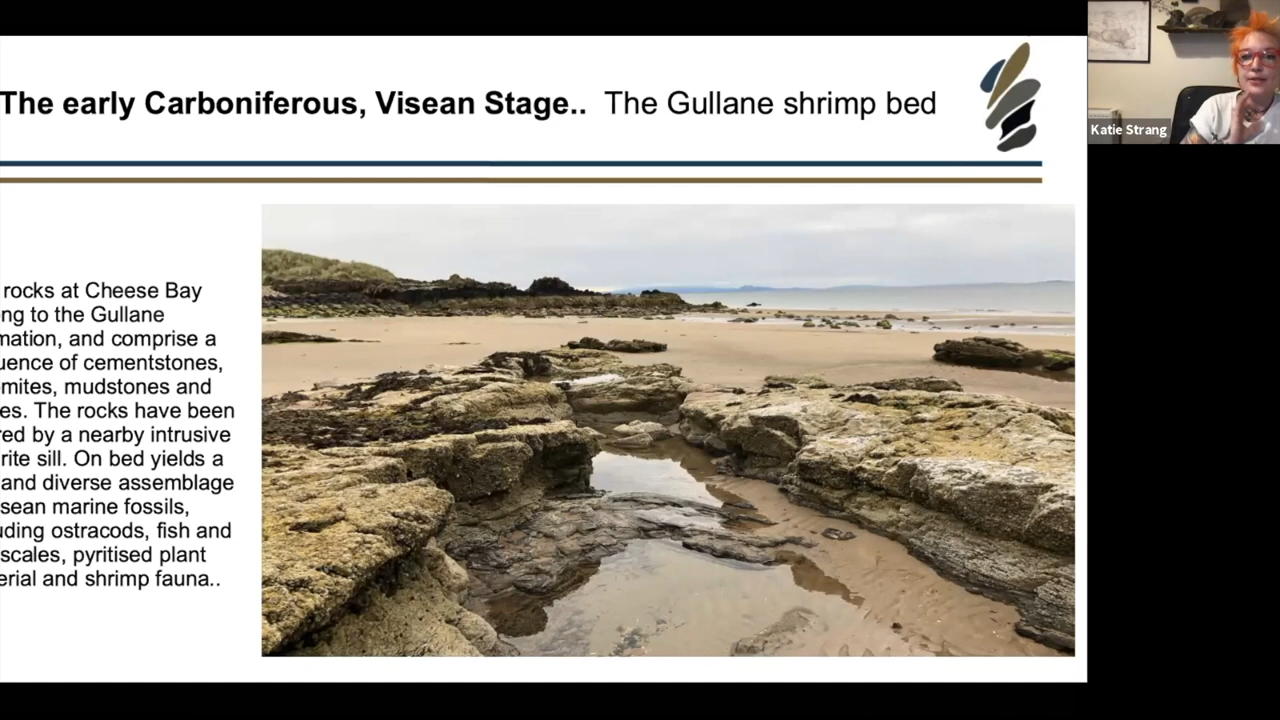 The early Carboniferous, Visean Stage.. The Gullane shrimp bed
rocks at Cheese Bay
ng to the Gullane
mation, and comprise a
uence of cementstones,
mites, mudstones and
es. The rocks have been
red by a nearby intrusive
rite sill. On bed yields a
and diverse assemblage
sean marine fossils,
uding ostracods, fish and
scales, pyritised plant
erial and shrimp fauna..
Katie Strang